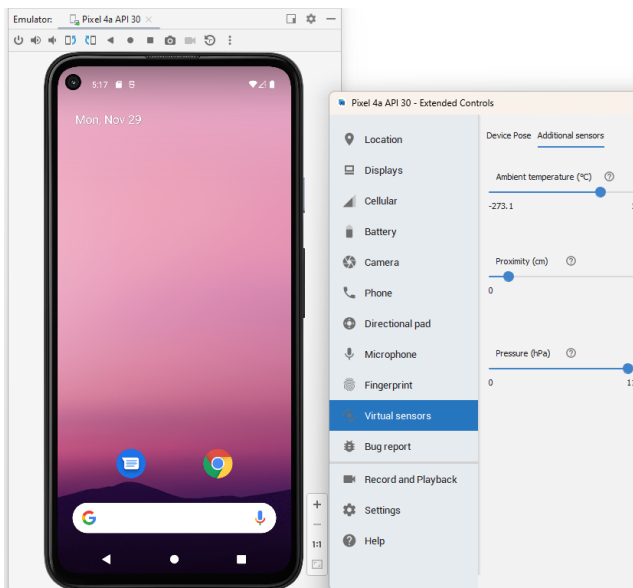 Emulator: Pixel 4a API 30
5:17
Mon, Nov 29
1:1
Pixel 4a API 30 - Extended Controls
Location
Displays
Cellular
Battery
Camera
Phone
Directional pad
Microphone
Fingerprint
Virtual sensors
Bug report
Record and Playback
Settings
Help
Device Pose Additional sensors
Ambient temperature (°C)
-273.1
Proximity (cm)
0
Pressure (hPa)
0